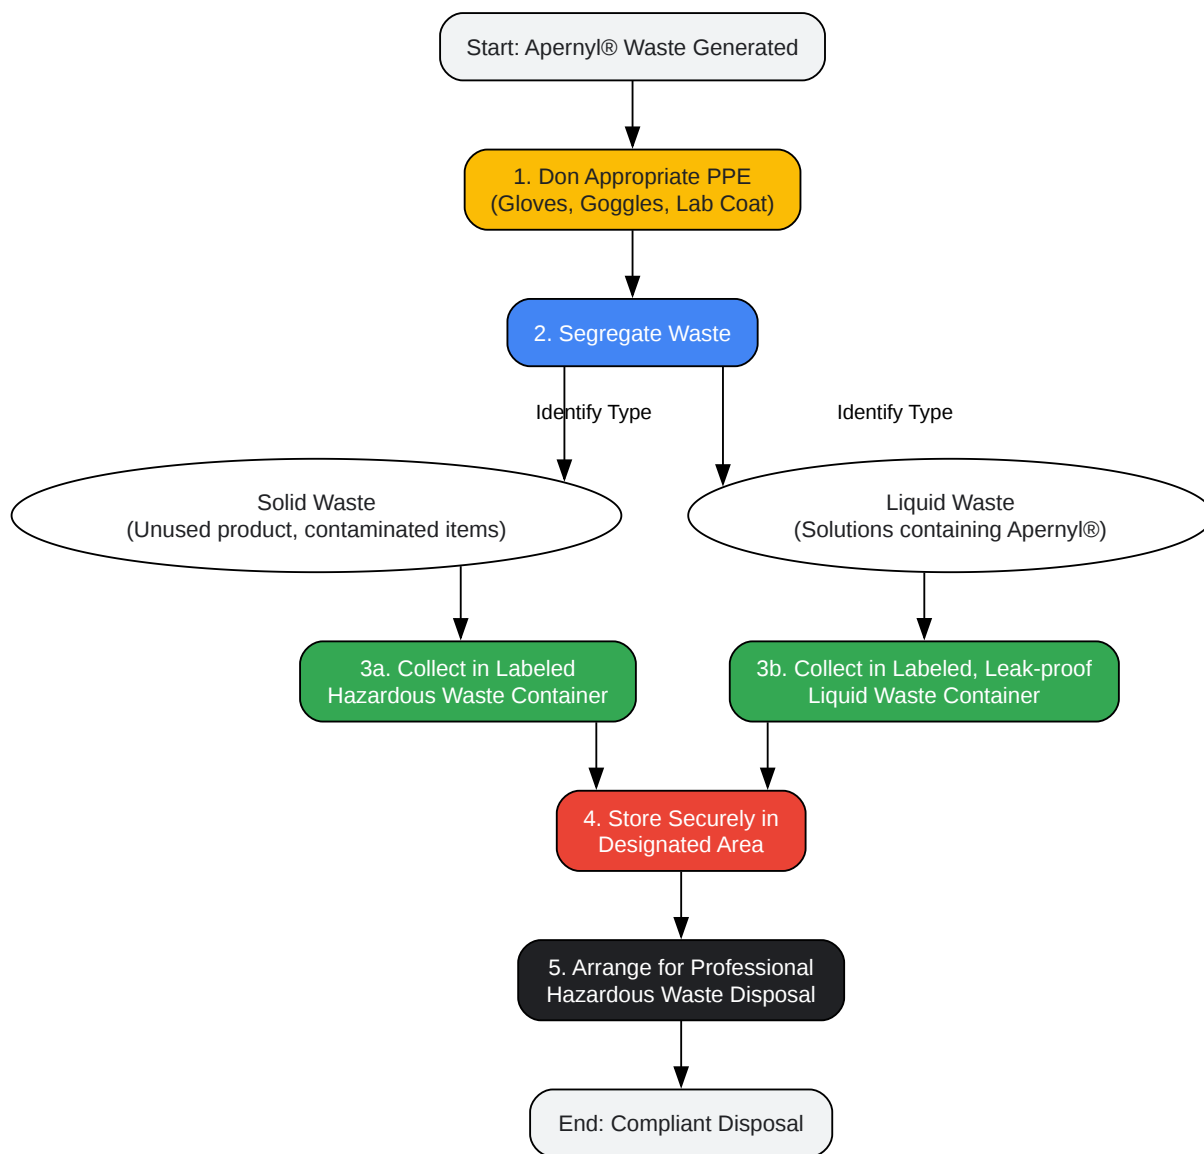 Start: Apernyl® Waste Generated
1. Don Appropriate PPE
(Gloves, Goggles, Lab Coat)
2. Segregate Waste
Identify Type
Identify Type
Solid Waste
(Unused product, contaminated items)
Liquid Waste
(Solutions containing Apernyl®)
3a. Collect in Labeled
Hazardous Waste Container
3b. Collect in Labeled, Leak-proof
Liquid Waste Container
4. Store Securely in
Designated Area
5. Arrange for Professional
Hazardous Waste Disposal
End: Compliant Disposal